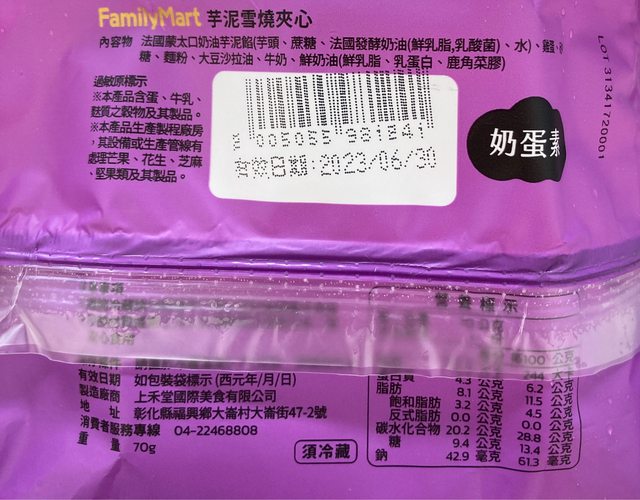 FamilyMart 芋泥雪燒夾心
內容物 法國蒙太口奶油芋泥餡(芋頭、蔗糖、法國發酵奶油(鮮乳脂,乳酸菌)、水)、
糖、麵粉、大豆沙拉油、牛奶、鮮奶油(鮮乳脂、乳蛋白、鹿角菜膠)
LOT 31341720001
過敏原標示
※本產品含蛋、牛乳、
麩質之穀物及其製品。
※本產品生產製程廠房
,其設備或生產管線有
處理芒果、花生、芝麻
、堅果類及其製品。
2 005055 981241
有效日期:2023/06/30
奶蛋素
有效日期 如包裝袋標示 (西元年/月/日)
製造廠商 上禾堂國際美食有限公司
地 址 彰化縣福興鄉大崙村大崙街47-2號
消費者服務專線 04-22468808
重 量 70g
須冷藏
營養標示
每100 公克
244 大卡
蛋白質 4.3 公克 6.2 公克
脂肪 8.1 公克 11.5 公克
飽和脂肪 3.2 公克 4.5 公克
反式脂肪 0.0 公克 0.0 公克
碳水化合物 20.2 公克 28.8 公克
糖 9.4 公克 13.4 公克
鈉 42.9 毫克 61.3 毫克